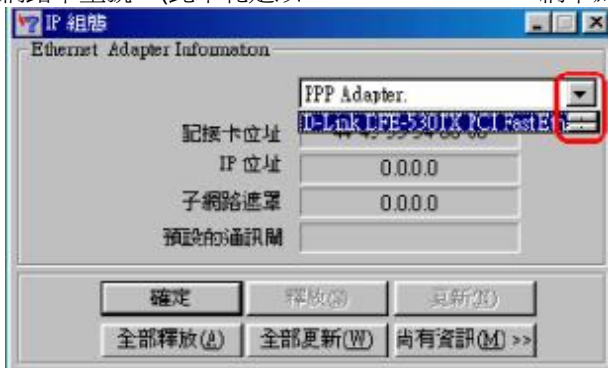 IP 組態
Ethernet Adapter Information
PPP Adapter.
D-Link DFE-530TX PCI Fast Eth
記接卡位址
IP 位址 0.0.0.0
子網路遮罩 0.0.0.0
預設的通訊閘
確定 釋放(S) 更新(N)
全部釋放(A) 全部更新(W) 尚有資訊(M) >>